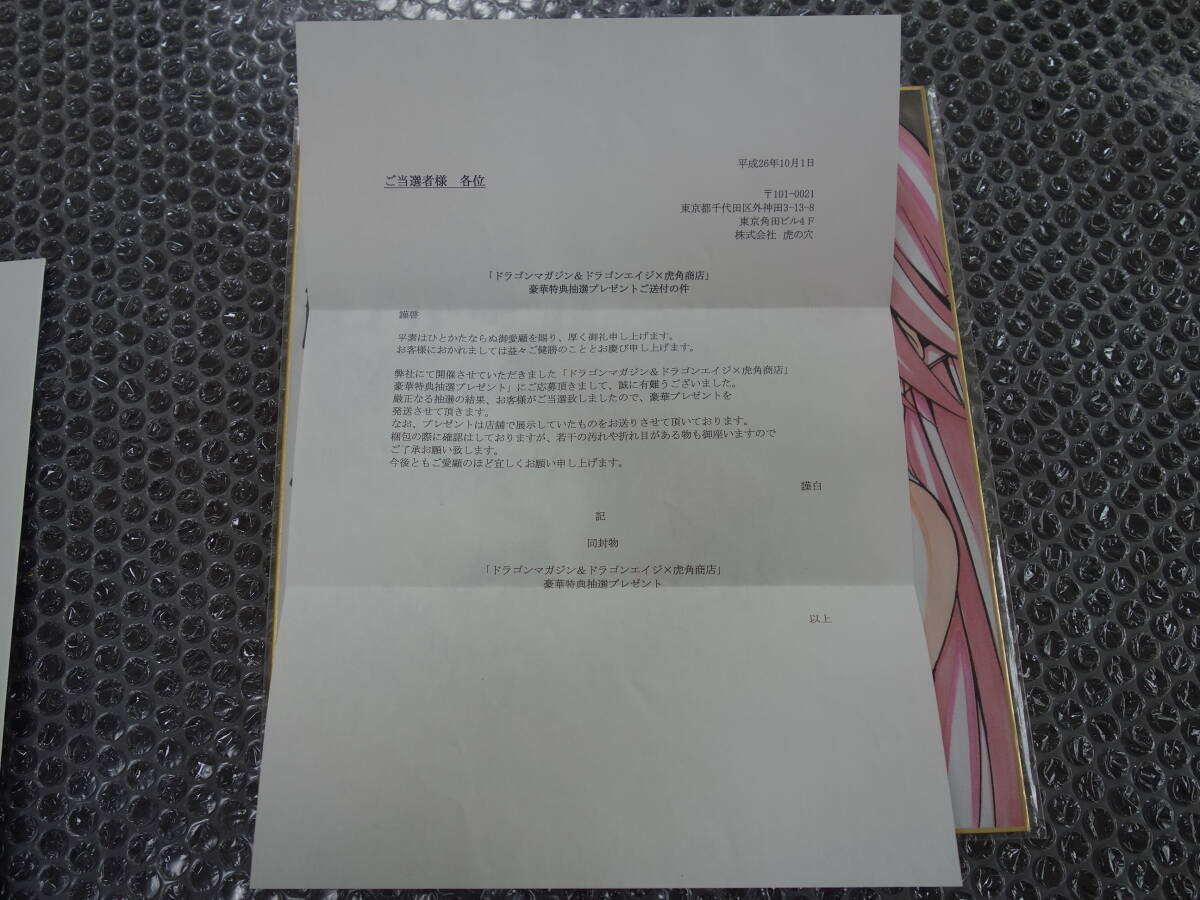 平成26年10月1日
ご当選者様　各位
〒101-0021
東京都千代田区外神田3-13-8
東京角田ビル4F
株式会社 虎の穴
「ドラゴンマガジン＆ドラゴンエイジ×虎角商店」
豪華特典抽選プレゼントご送付の件
謹啓
平素はひとかたならぬ御愛顧を賜り、厚く御礼申し上げます。
お客様におかれましては益々ご健勝のこととお慶び申し上げます。
弊社にて開催させていただきました「ドラゴンマガジン＆ドラゴンエイジ×虎角商店」
豪華特典抽選プレゼント」にご応募頂きまして、誠に有難うございました。
厳正なる抽選の結果、お客様がご当選致しましたので、豪華プレゼントを
発送させて頂きます。
なお、プレゼントは店舗で展示していたものをお送りさせて頂いております。
梱包の際に確認はしておりますが、若干の汚れや折れ目がある物も御座いますので
ご了承お願い致します。
今後ともご愛顧のほど宜しくお願い申し上げます。
謹白
記
同封物
「ドラゴンマガジン＆ドラゴンエイジ×虎角商店」
豪華特典抽選プレゼント
以上